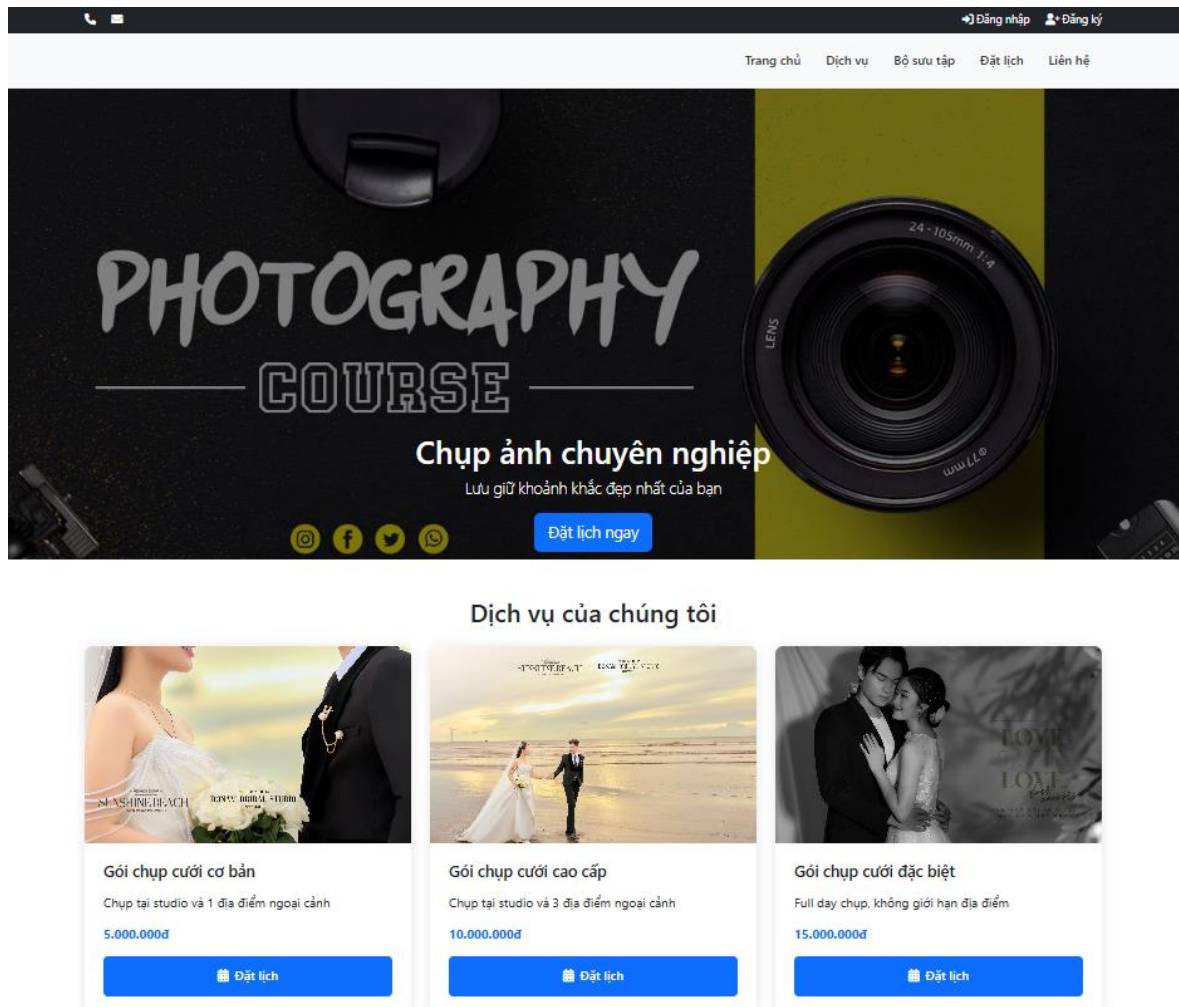 Đăng nhập Đăng ký
Trang chủ Dịch vụ Bộ sưu tập Đặt lịch Liên hệ
24-105mm 1:4
LENS
ø77mm
PHOTOGRAPHY
COURSE
Chụp ảnh chuyên nghiệp
Lưu giữ khoảnh khắc đẹp nhất của bạn
Đặt lịch ngay
Dịch vụ của chúng tôi
SUNSHINE BEACH
DONAW BRIDAL STUDIO
LOVE
LOVE
Gói chụp cưới cơ bản
Chụp tại studio và 1 địa điểm ngoại cảnh
5.000.000đ
Đặt lịch
Gói chụp cưới cao cấp
Chụp tại studio và 3 địa điểm ngoại cảnh
10.000.000đ
Đặt lịch
Gói chụp cưới đặc biệt
Full day chụp, không giới hạn địa điểm
15.000.000đ
Đặt lịch